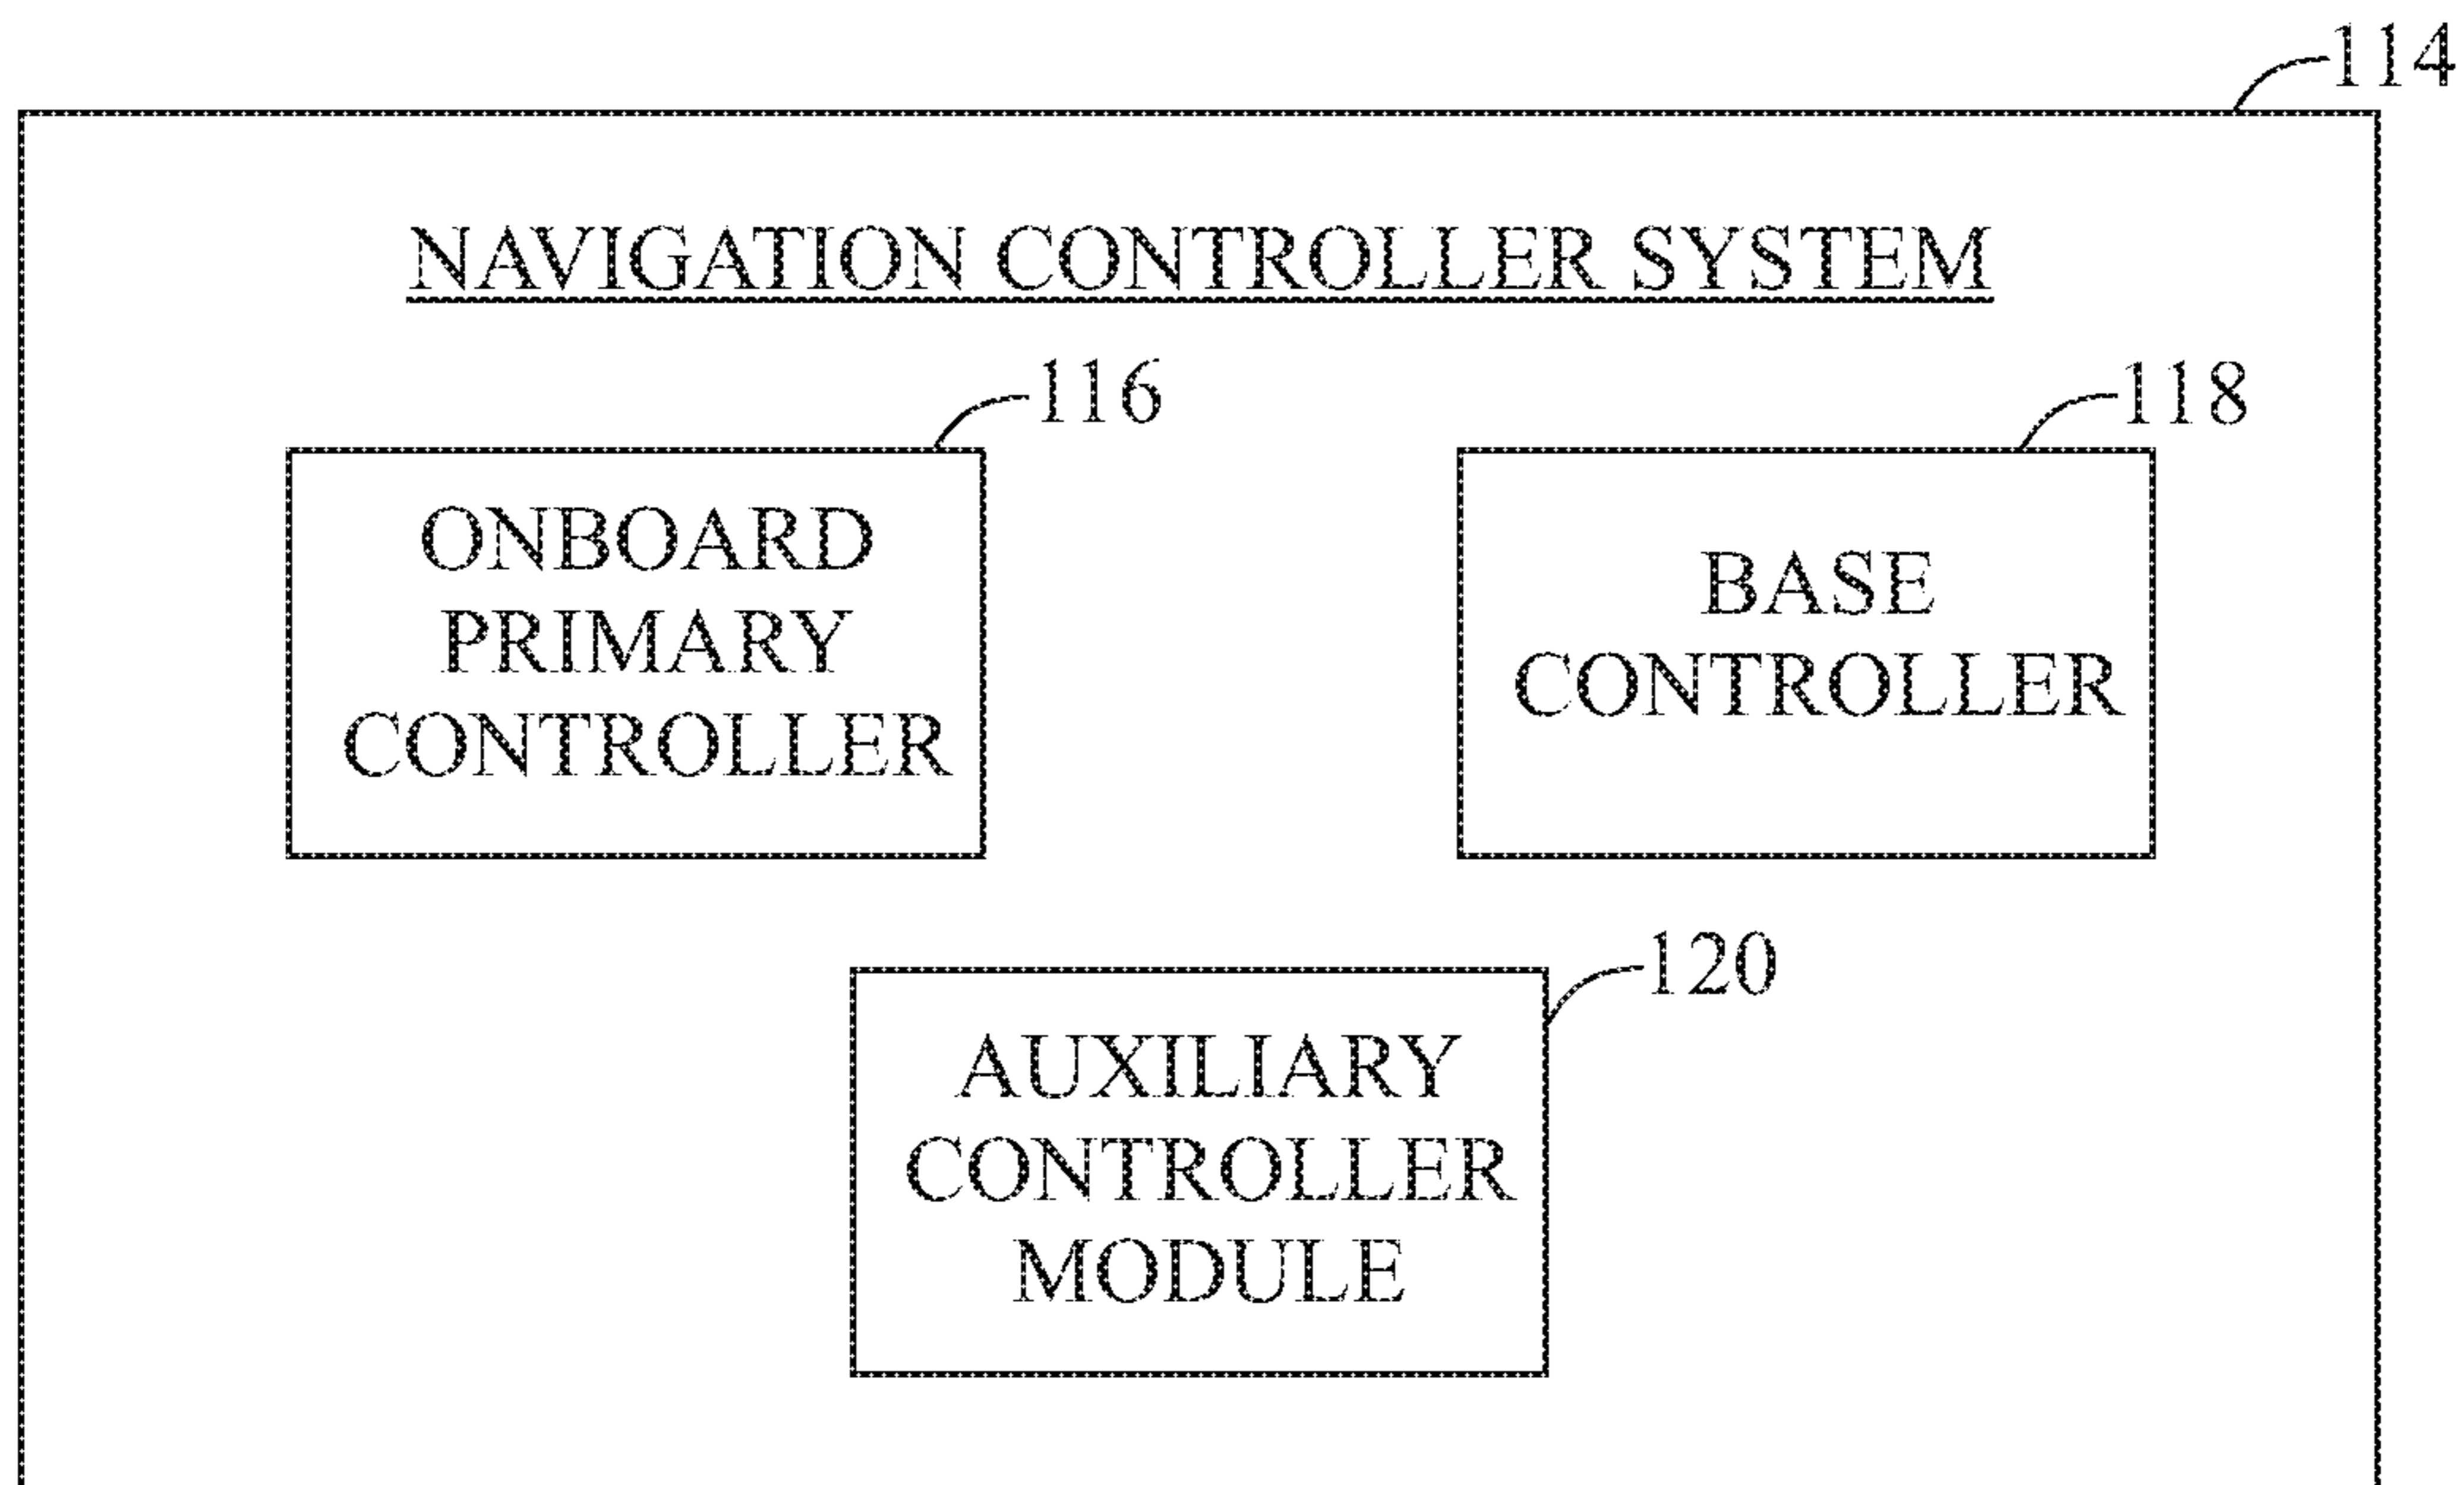 114
NAVIGATION CONTROLLER SYSTEM
116
118
ONBOARD
PRIMARY
CONTROLLER
BASE
CONTROLLER
120
AUXILIARY
CONTROLLER
MODULE